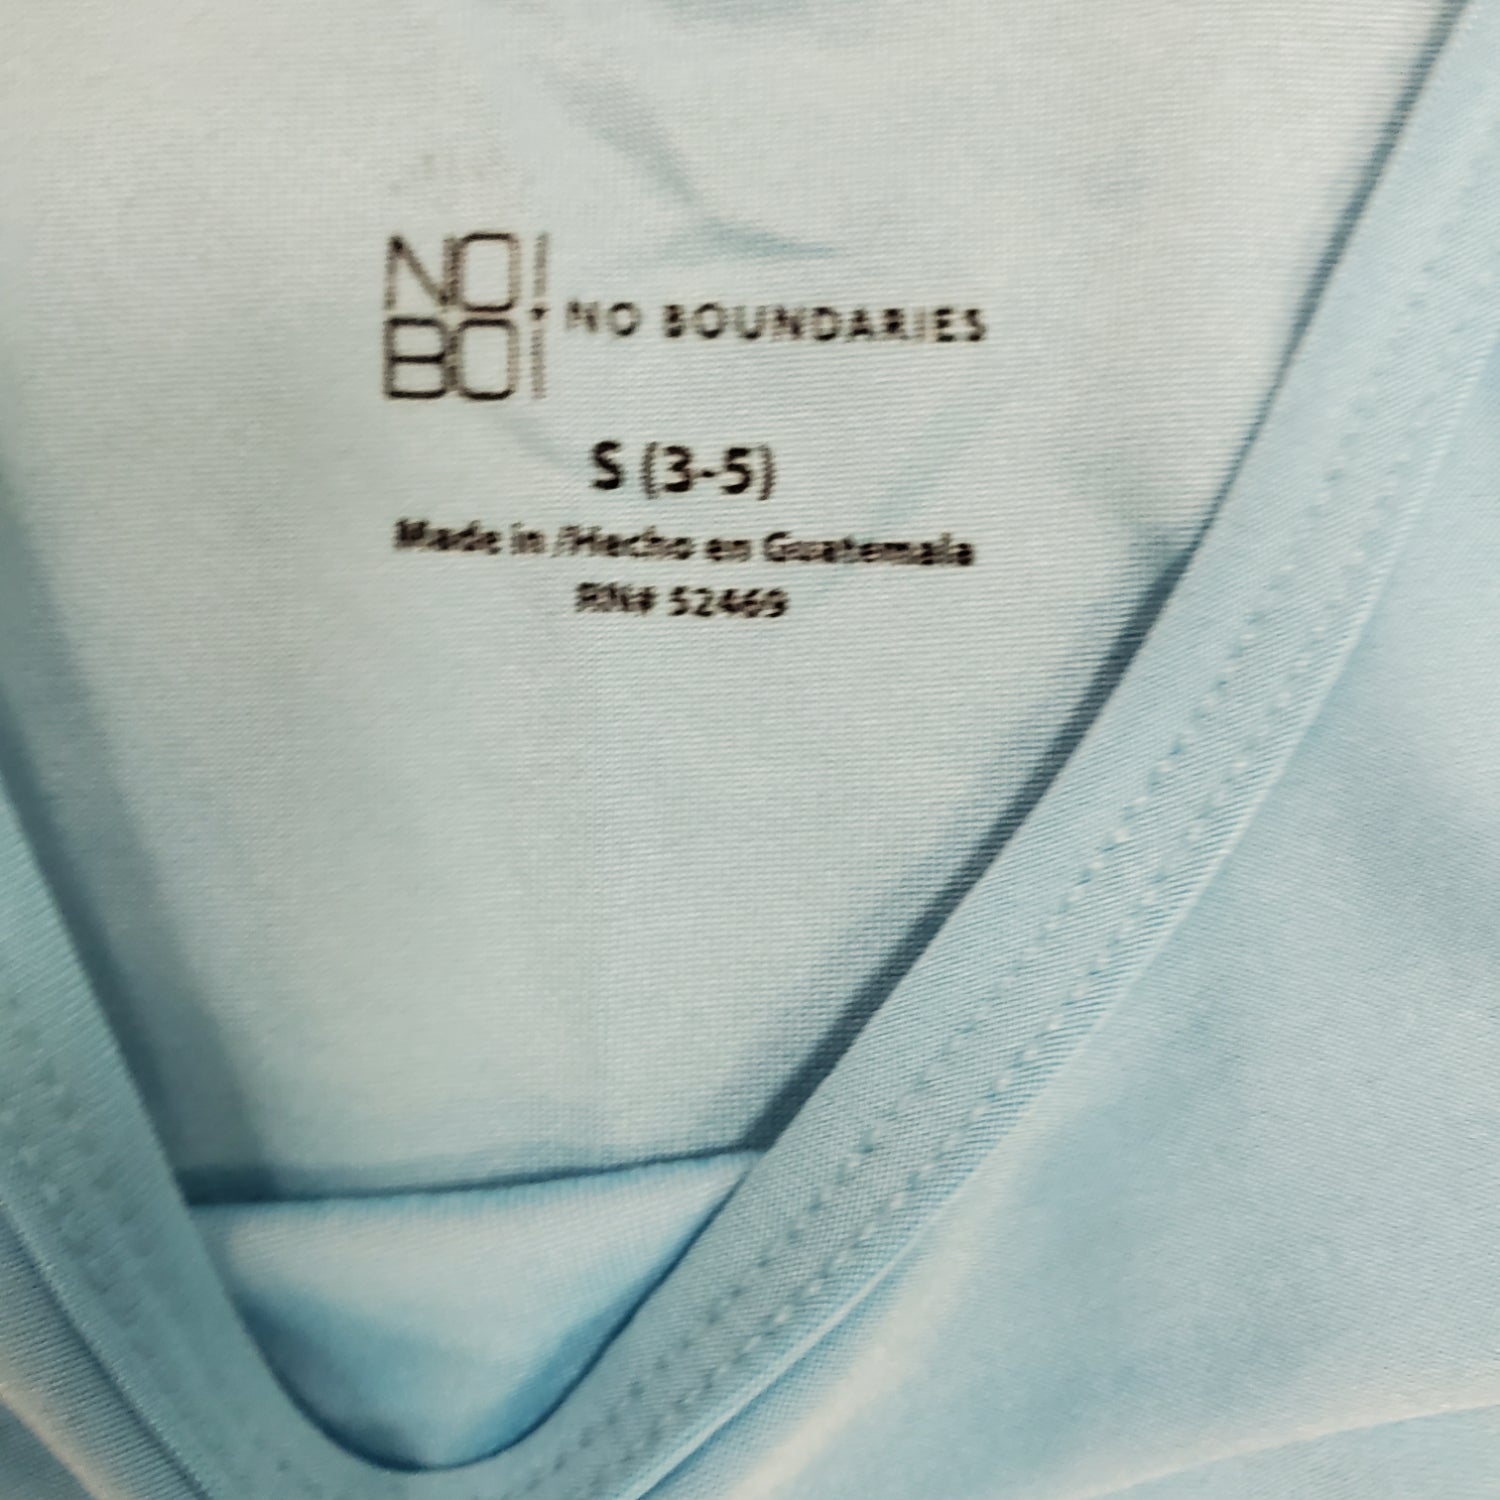 NO!
BO!
NO BOUNDARIES
S (3-5)
Made in /Hecho en Guatemala
RN# 52469